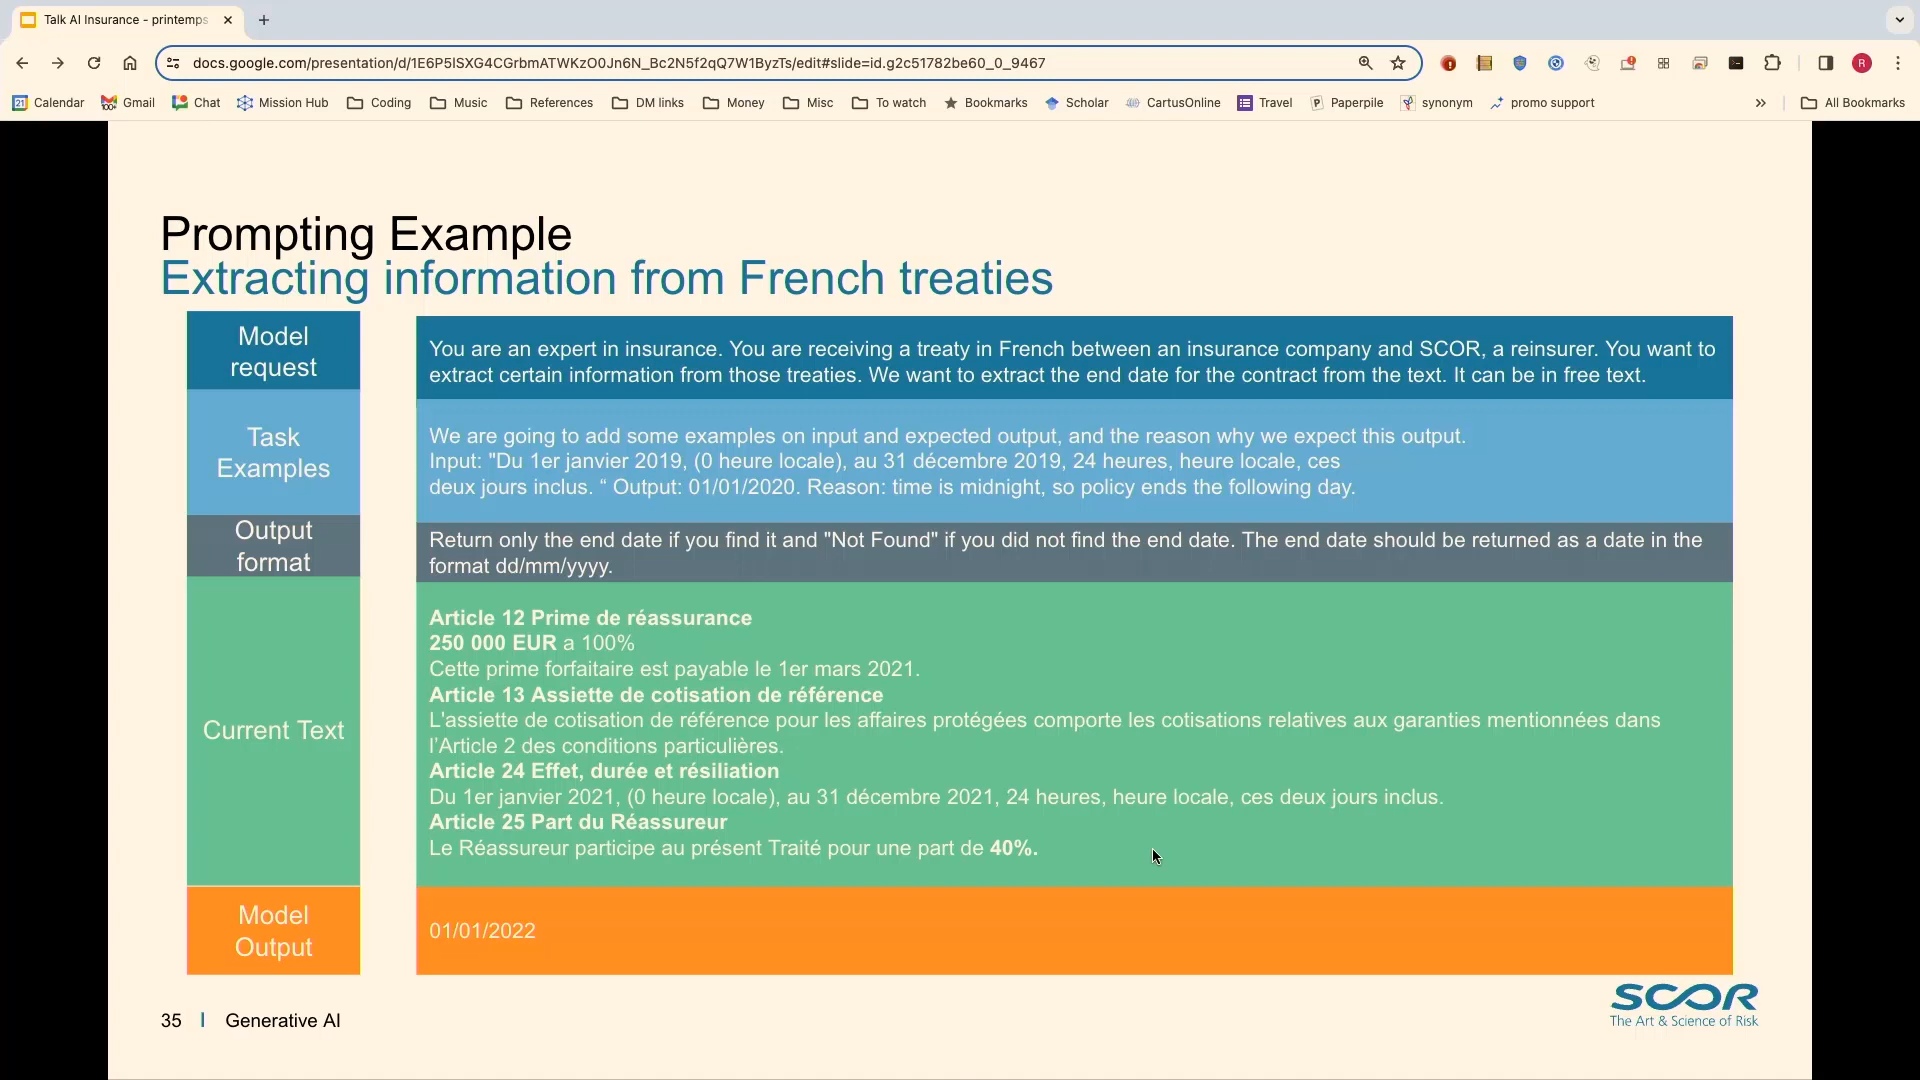 Talk AI Insurance - printemps
docs.google.com/presentation/d/1E6P5lSXG4CGrbmATWKzO0Jn6N_Bc2N5f2qQ7W1ByzTs/edit#slide=id.g2c51782be60_0_9467
R
21 Calendar Gmail Chat Mission Hub Coding Music References DM links Money Misc To watch Bookmarks Scholar CartusOnline Travel Paperpile synonym promo support » All Bookmarks
Prompting Example
Extracting information from French treaties
Model
request
You are an expert in insurance. You are receiving a treaty in French between an insurance company and SCOR, a reinsurer. You want to
extract certain information from those treaties. We want to extract the end date for the contract from the text. It can be in free text.
Task
Examples
We are going to add some examples on input and expected output, and the reason why we expect this output.
Input: "Du 1er janvier 2019, (0 heure locale), au 31 décembre 2019, 24 heures, heure locale, ces
deux jours inclus. “ Output: 01/01/2020. Reason: time is midnight, so policy ends the following day.
Output
format
Return only the end date if you find it and "Not Found" if you did not find the end date. The end date should be returned as a date in the
format dd/mm/yyyy.
Current Text
Article 12 Prime de réassurance
250 000 EUR a 100%
Cette prime forfaitaire est payable le 1er mars 2021.
Article 13 Assiette de cotisation de référence
L'assiette de cotisation de référence pour les affaires protégées comporte les cotisations relatives aux garanties mentionnées dans
l’Article 2 des conditions particulières.
Article 24 Effet, durée et résiliation
Du 1er janvier 2021, (0 heure locale), au 31 décembre 2021, 24 heures, heure locale, ces deux jours inclus.
Article 25 Part du Réassureur
Le Réassureur participe au présent Traité pour une part de 40%.
Model
Output
01/01/2022
35 | Generative AI
SCOR
The Art & Science of Risk